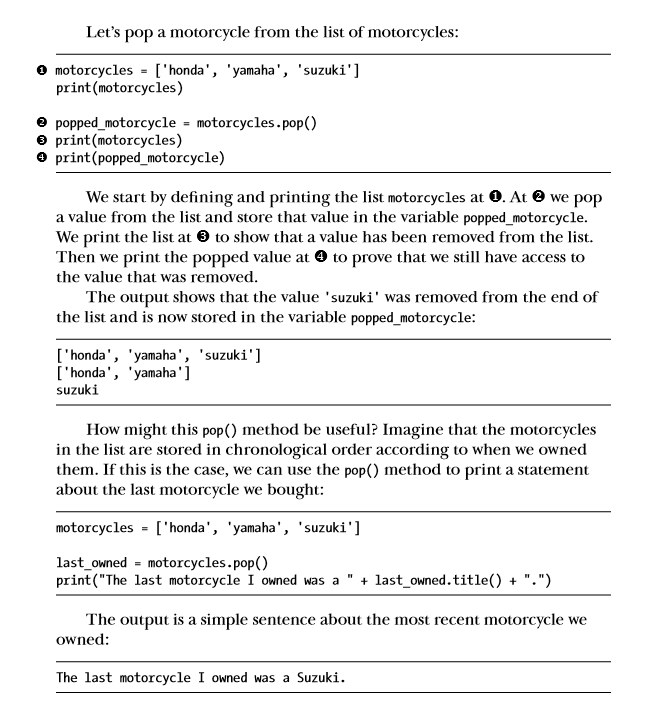 Let's pop a motorcycle from the list of motorcycles:
❶ motorcycles = ['honda', 'yamaha', 'suzuki']
print(motorcycles)
❷ popped_motorcycle = motorcycles.pop()
❸ print(motorcycles)
❹ print(popped_motorcycle)
We start by defining and printing the list motorcycles at ❶. At ❷ we pop
a value from the list and store that value in the variable popped_motorcycle.
We print the list at ❸ to show that a value has been removed from the list.
Then we print the popped value at ❹ to prove that we still have access to
the value that was removed.
The output shows that the value 'suzuki' was removed from the end of
the list and is now stored in the variable popped_motorcycle:
['honda', 'yamaha', 'suzuki']
['honda', 'yamaha']
suzuki
How might this pop() method be useful? Imagine that the motorcycles
in the list are stored in chronological order according to when we owned
them. If this is the case, we can use the pop() method to print a statement
about the last motorcycle we bought:
motorcycles = ['honda', 'yamaha', 'suzuki']
last_owned = motorcycles.pop()
print("The last motorcycle I owned was a " + last_owned.title() + ".")
The output is a simple sentence about the most recent motorcycle we
owned:
The last motorcycle I owned was a Suzuki.